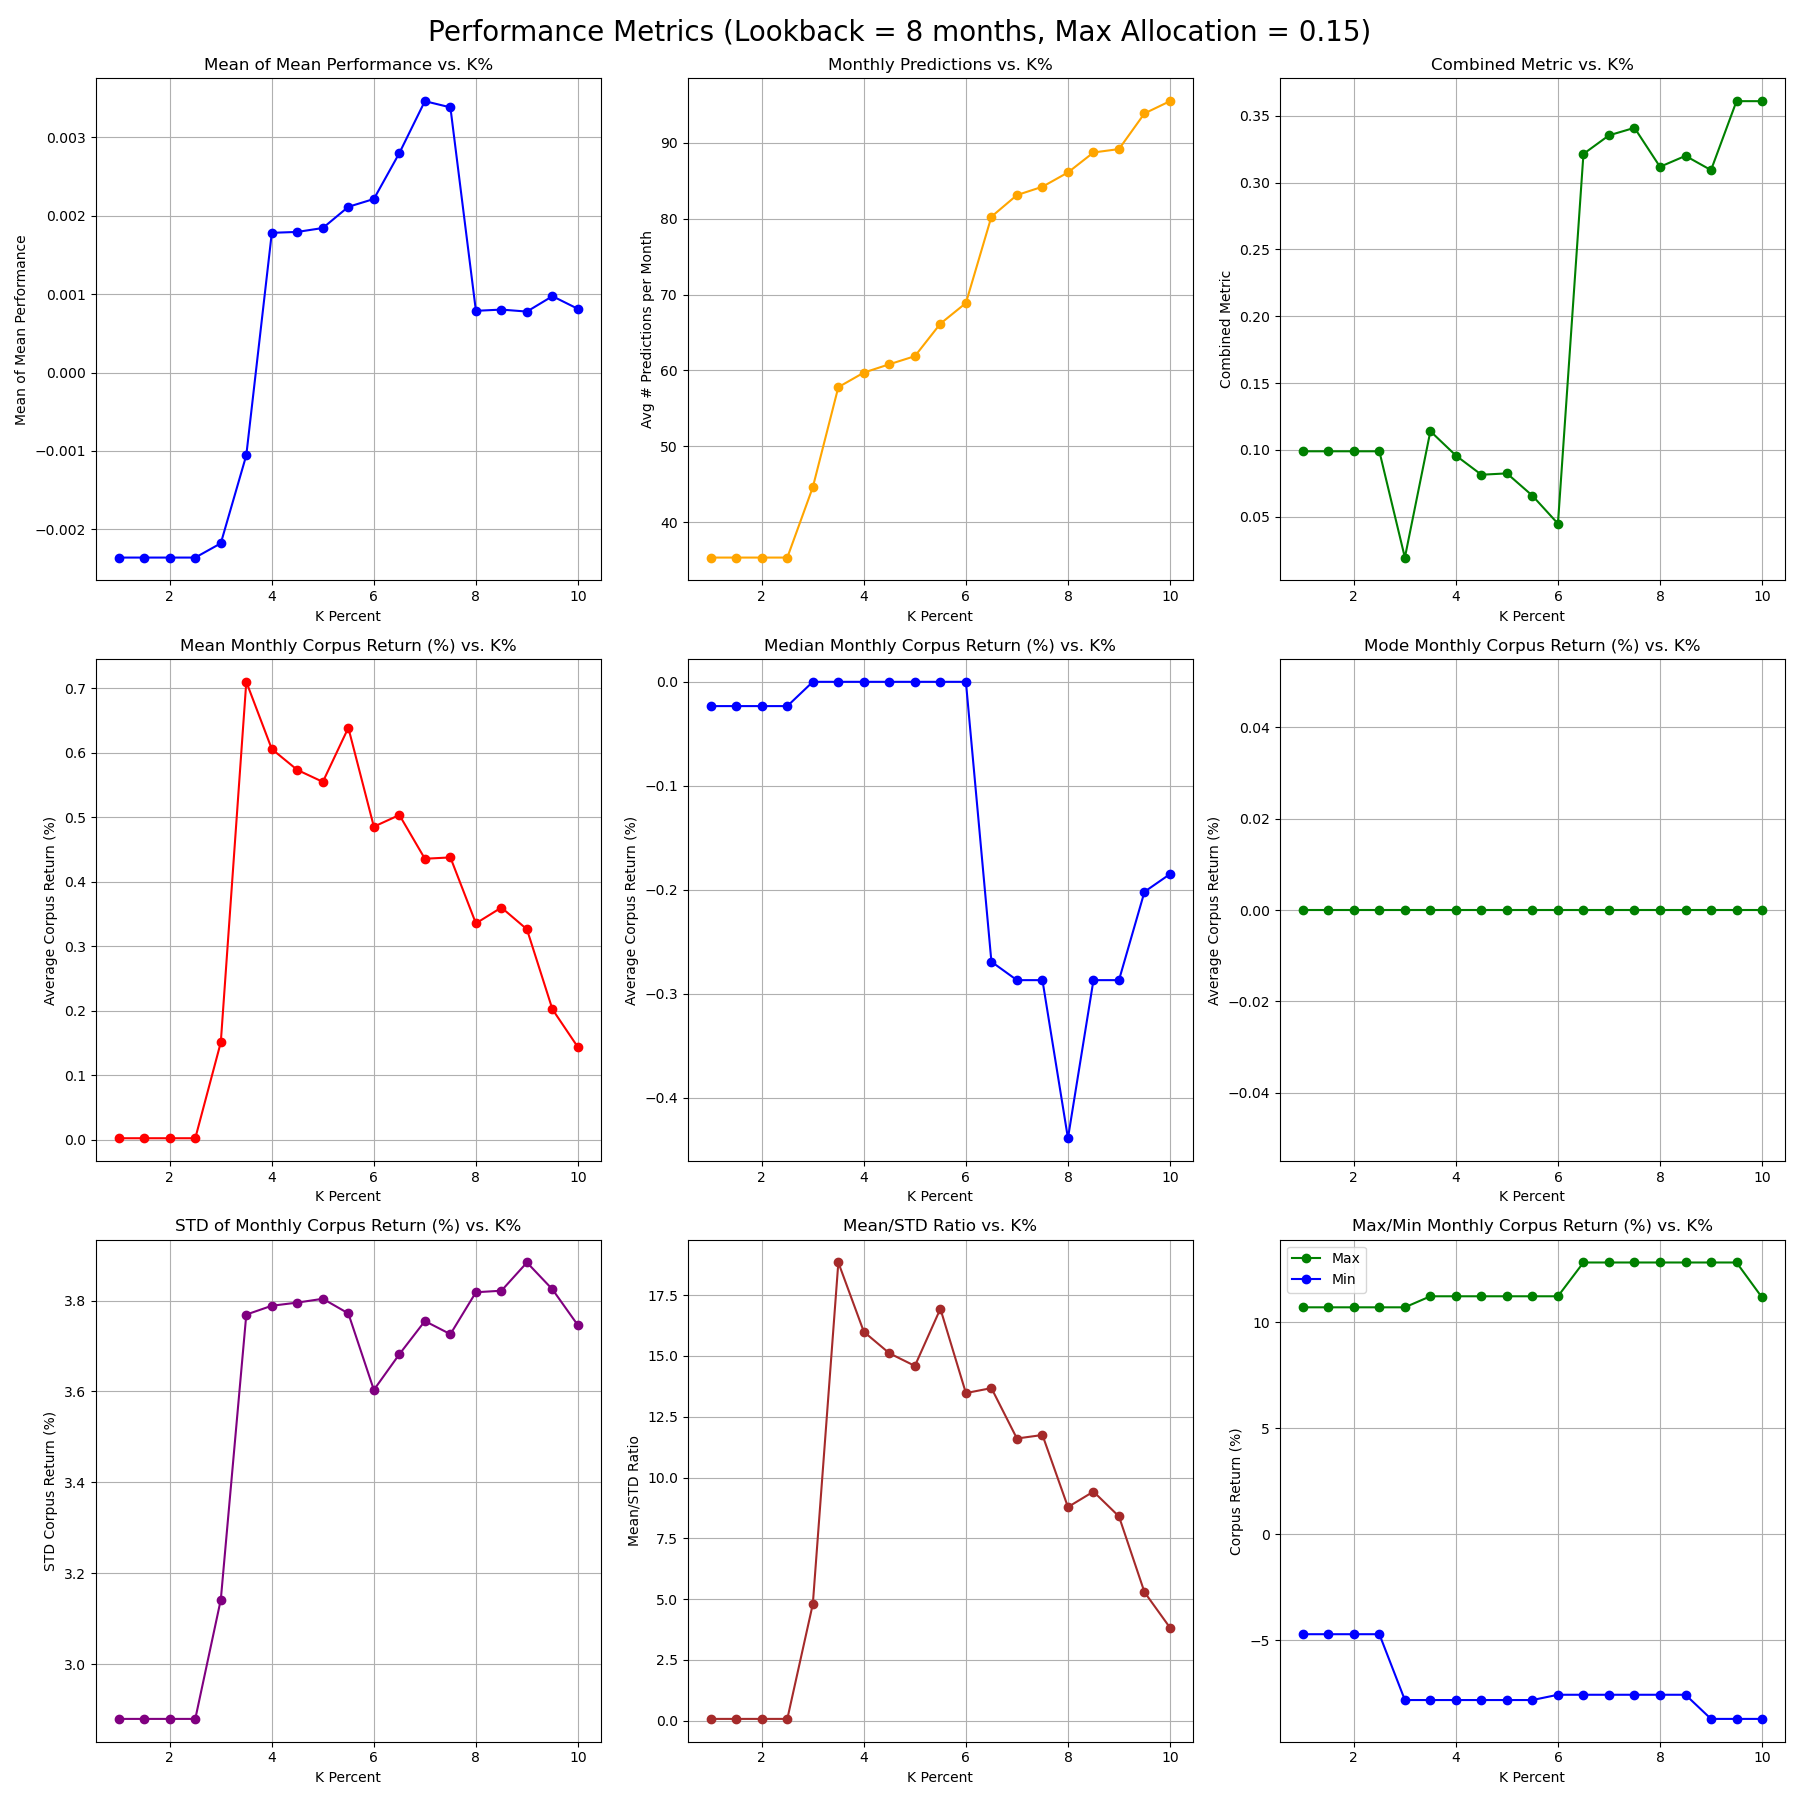 Performance Metrics (Lookback = 8 months, Max Allocation = 0.15)
Mean of Mean Performance vs. K%
Mean of Mean Performance
0.003
0.002
0.001
0.000
−0.001
−0.002
2 4 6 8 10
K Percent
Monthly Predictions vs. K%
Avg # Predictions per Month
90
80
70
60
50
40
2 4 6 8 10
K Percent
Combined Metric vs. K%
Combined Metric
0.35
0.30
0.25
0.20
0.15
0.10
0.05
2 4 6 8 10
K Percent
Mean Monthly Corpus Return (%) vs. K%
Average Corpus Return (%)
0.7
0.6
0.5
0.4
0.3
0.2
0.1
0.0
2 4 6 8 10
K Percent
Median Monthly Corpus Return (%) vs. K%
Average Corpus Return (%)
0.0
−0.1
−0.2
−0.3
−0.4
2 4 6 8 10
K Percent
Mode Monthly Corpus Return (%) vs. K%
Average Corpus Return (%)
0.04
0.02
0.00
−0.02
−0.04
2 4 6 8 10
K Percent
STD of Monthly Corpus Return (%) vs. K%
STD Corpus Return (%)
3.8
3.6
3.4
3.2
3.0
2 4 6 8 10
K Percent
Mean/STD Ratio vs. K%
Mean/STD Ratio
17.5
15.0
12.5
10.0
7.5
5.0
2.5
0.0
2 4 6 8 10
K Percent
Max/Min Monthly Corpus Return (%) vs. K%
Corpus Return (%)
Max
Min
10
5
0
−5
2 4 6 8 10
K Percent